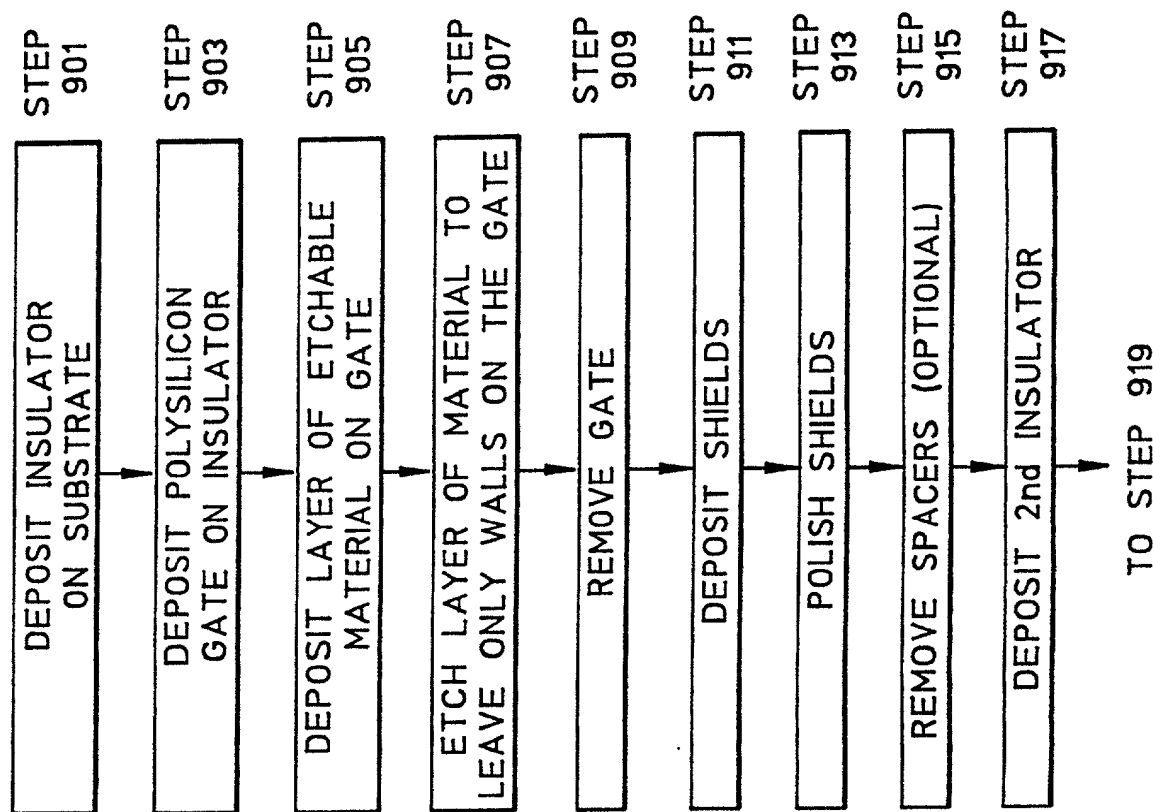 DEPOSIT INSULATOR
ON SUBSTRATE
STEP
901
DEPOSIT POLYSILICON
GATE ON INSULATOR
STEP
903
DEPOSIT LAYER OF ETCHABLE
MATERIAL ON GATE
STEP
905
ETCH LAYER OF MATERIAL TO
LEAVE ONLY WALLS ON THE GATE
STEP
907
REMOVE GATE
STEP
909
DEPOSIT SHIELDS
STEP
911
POLISH SHIELDS
STEP
913
REMOVE SPACERS (OPTIONAL)
STEP
915
DEPOSIT 2nd INSULATOR
STEP
917
TO STEP 919